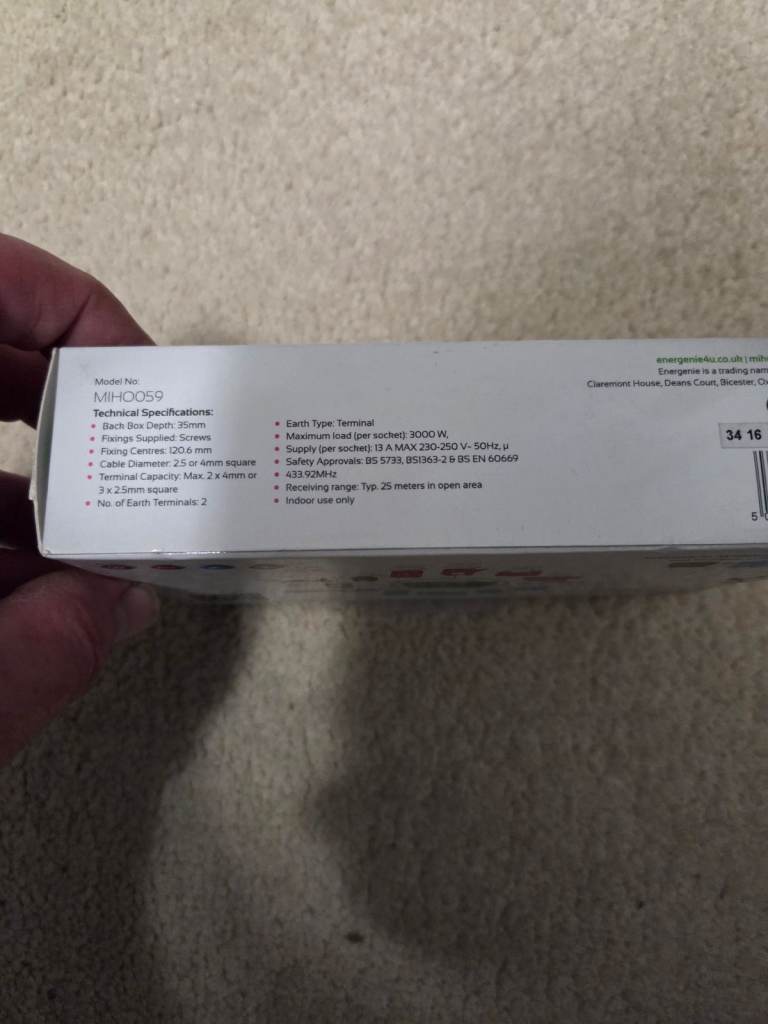 Model No:
MIHO059
Technical Specifications:
• Back Box Depth: 35mm
• Fixings Supplied: Screws
• Fixing Centres: 120.6 mm
• Cable Diameter: 2.5 or 4mm square
• Terminal Capacity: Max. 2 x 4mm or
3 x 2.5mm square
• No. of Earth Terminals: 2
• Earth Type: Terminal
• Maximum load (per socket): 3000 W,
• Supply (per socket): 13 A MAX 230-250 V~ 50Hz, µ
• Safety Approvals: BS 5733, BS1363-2 & BS EN 60669
• 433.92MHz
• Receiving range: Typ. 25 meters in open area
• Indoor use only
energenie4u.co.uk | miho
Energenie is a trading nam
Claremont House, Deans Court, Bicester, Ox
34 16
5